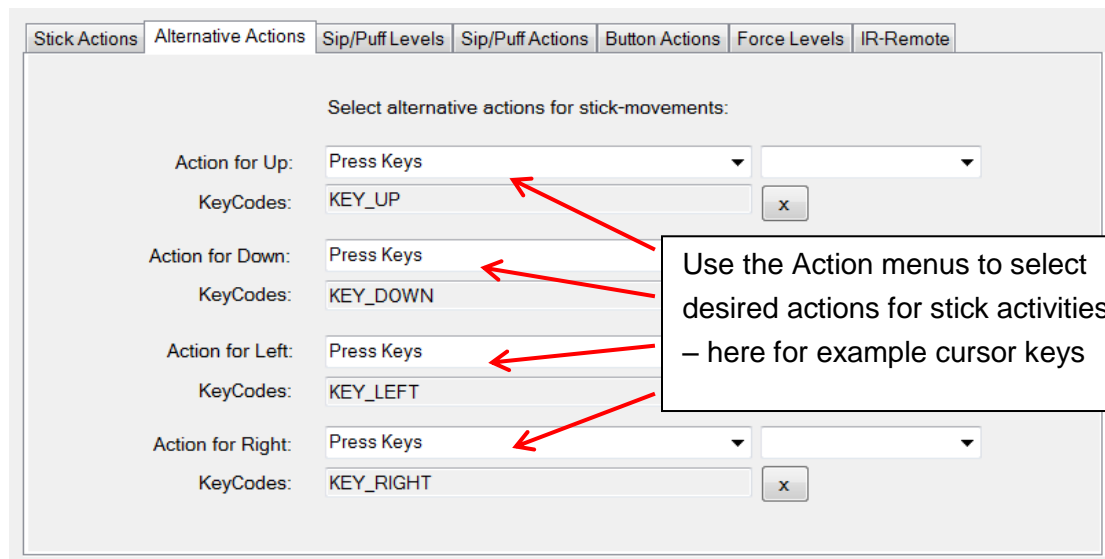 Stick Actions Alternative Actions Sip/Puff Levels Sip/Puff Actions Button Actions Force Levels IR-Remote
Select alternative actions for stick-movements:
Action for Up: Press Keys
KeyCodes: KEY_UP x
Action for Down: Press Keys
KeyCodes: KEY_DOWN
Action for Left: Press Keys
KeyCodes: KEY_LEFT
Action for Right: Press Keys
KeyCodes: KEY_RIGHT x
Use the Action menus to select
desired actions for stick activities
– here for example cursor keys